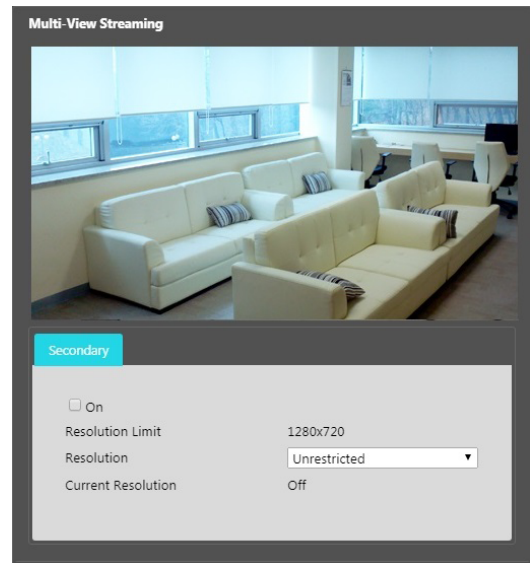 Multi-View Streaming
Secondary
On
Resolution Limit 1280x720
Resolution Unrestricted
Current Resolution Off